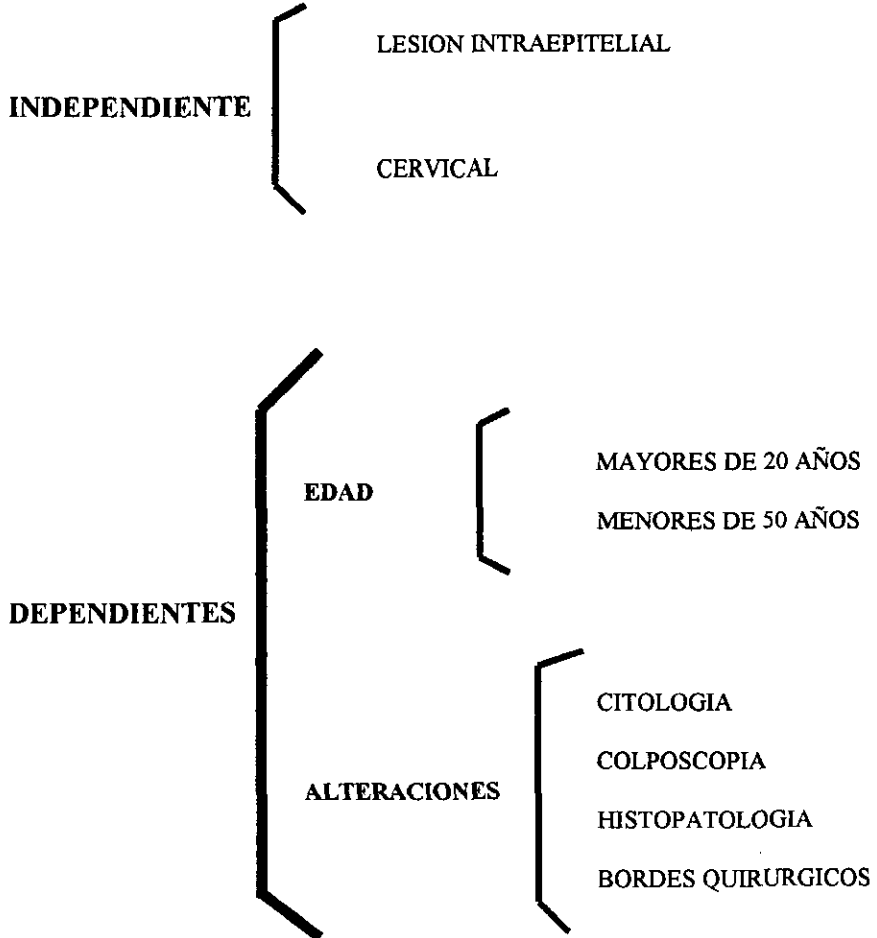 LESION INTRAEPITELIAL
INDEPENDIENTE
CERVICAL
EDAD
MAYORES DE 20 AÑOS
MENORES DE 50 AÑOS
DEPENDIENTES
ALTERACIONES
CITOLOGIA
COLPOSCOPIA
HISTOPATOLOGIA
BORDES QUIRURGICOS